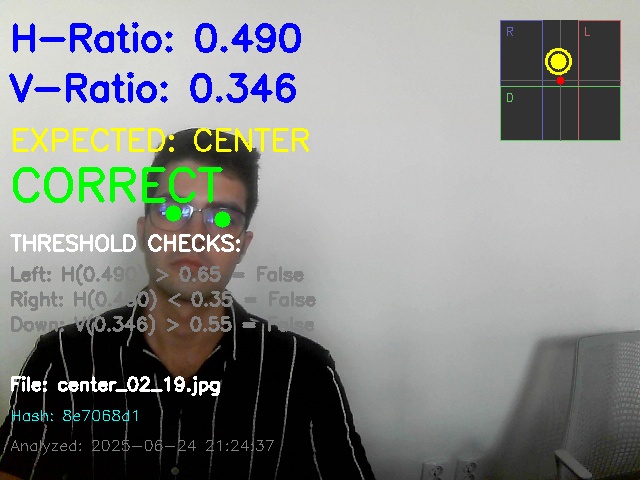 H-Ratio: 0.490
V-Ratio: 0.346
EXPECTED: CENTER
CORRECT
THRESHOLD CHECKS:
Left: H(0.490) > 0.65 = False
Right: H(0.490) < 0.35 = False
Down: V(0.346) > 0.55 = False
File: center_02_19.jpg
Hash: 8e7068d1
Analyzed: 2025-06-24 21:24:37
R L
D